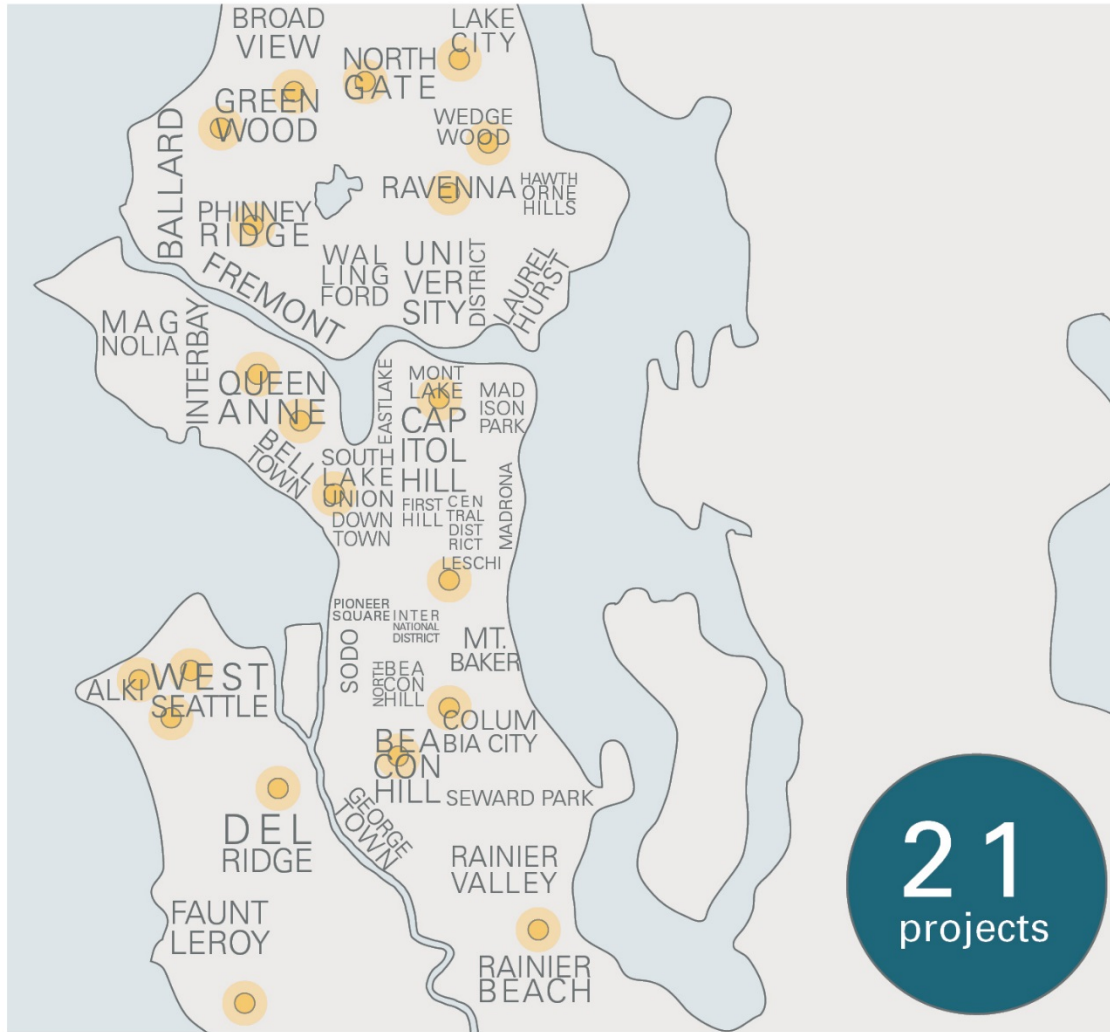 BROAD
VIEW
LAKE
CITY
NORTH
GATE
GREEN
WOOD
WEDGE
WOOD
BALLARD
RAVENNA
HAWTH
ORNE
HILLS
PHINNEY
RIDGE
FREMONT
WAL
LING
FORD
UNI
VER
SITY
DISTRICT
LAUREL
HURST
MAG
NOLIA
INTERBAY
QUEEN
ANNE
EASTLAKE
MONT
LAKE
MAD
ISON
PARK
CAP
ITOL
HILL
BELL
TOWN
SOUTH
LAKE
UNION
DOWN
TOWN
FIRST
HILL
CEN
TRAL
DIST
RICT
MADRONA
LESCHI
PIONEER
SQUARE
INTER
NATIONAL
DISTRICT
SODO
MT.
BAKER
NORTH
BEA
CON
HILL
ALKI
WEST
SEATTLE
COLUM
BIA CITY
BEA
CON
HILL
SEWARD PARK
GEORGE
TOWN
DEL
RIDGE
RAINIER
VALLEY
FAUNT
LEROY
RAINIER
BEACH
21
projects